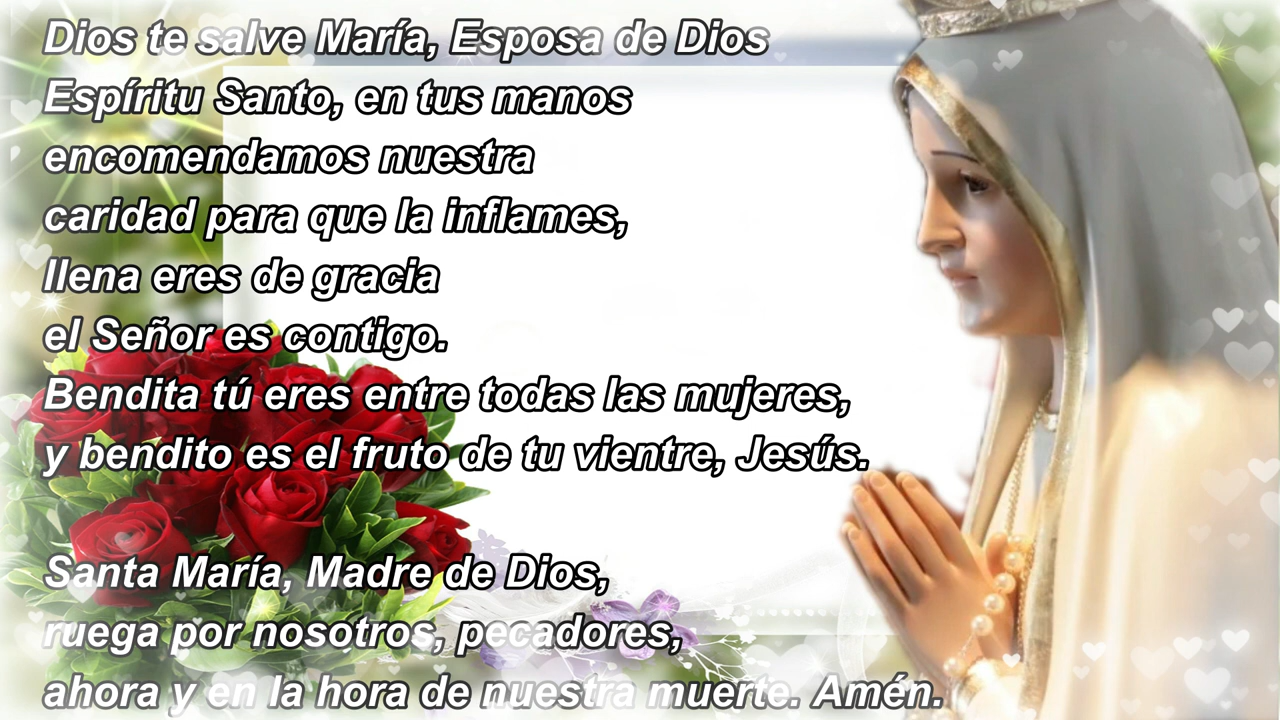 Dios te salve María, Esposa de Dios
Espíritu Santo, en tus manos
encomendamos nuestra
caridad para que la inflames,
llena eres de gracia
el Señor es contigo.
Bendita tú eres entre todas las mujeres,
y bendito es el fruto de tu vientre, Jesús.
Santa María, Madre de Dios,
ruega por nosotros, pecadores,
ahora y en la hora de nuestra muerte. Amén.